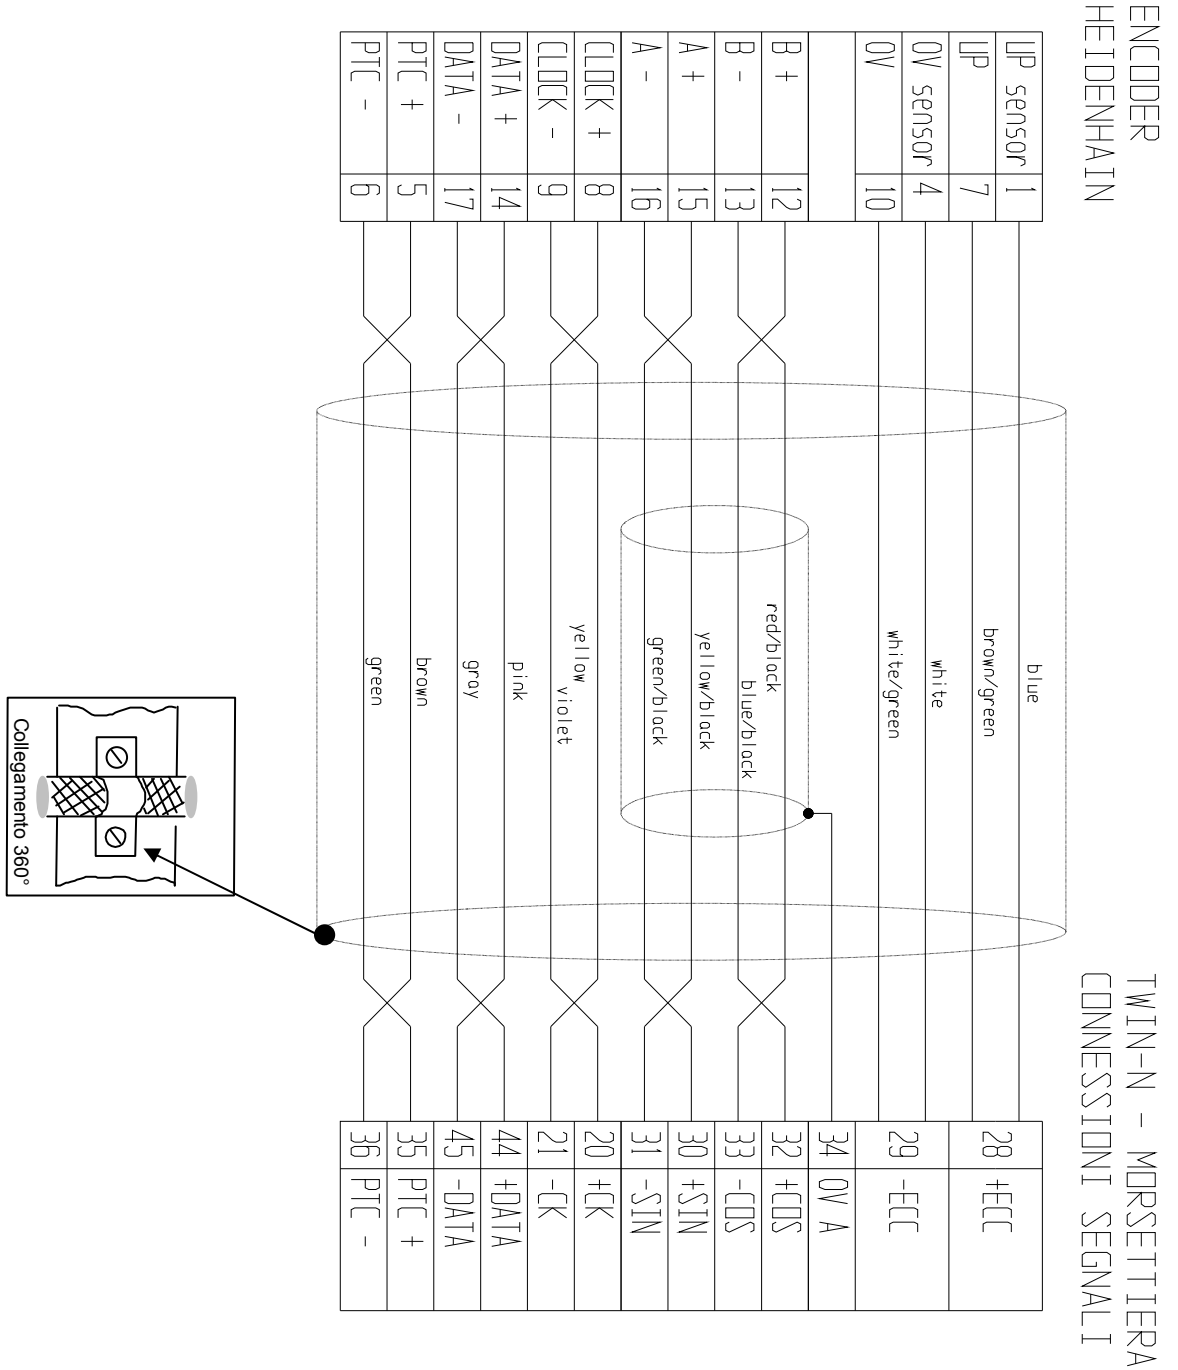 ENCODER
HEIDENHAIN
UP sensor 1
UP 7
0V sensor 4
0V 10
B + 12
B - 13
A + 15
A - 16
CLOCK + 8
CLOCK - 9
DATA + 14
DATA - 17
PTC + 5
PTC - 6
blue
brown/green
white
white/green
red/black
blue/black
yellow/black
green/black
yellow
violet
pink
gray
brown
green
TWIN-N - MORSETTIERA
CONNESSIONI SEGNALI
28 +ECC
29 -ECC
34 0V A
32 +COS
33 -COS
30 +SIN
31 -SIN
20 +CK
21 -CK
44 +DATA
45 -DATA
35 PTC +
36 PTC -
Collegamento 360°